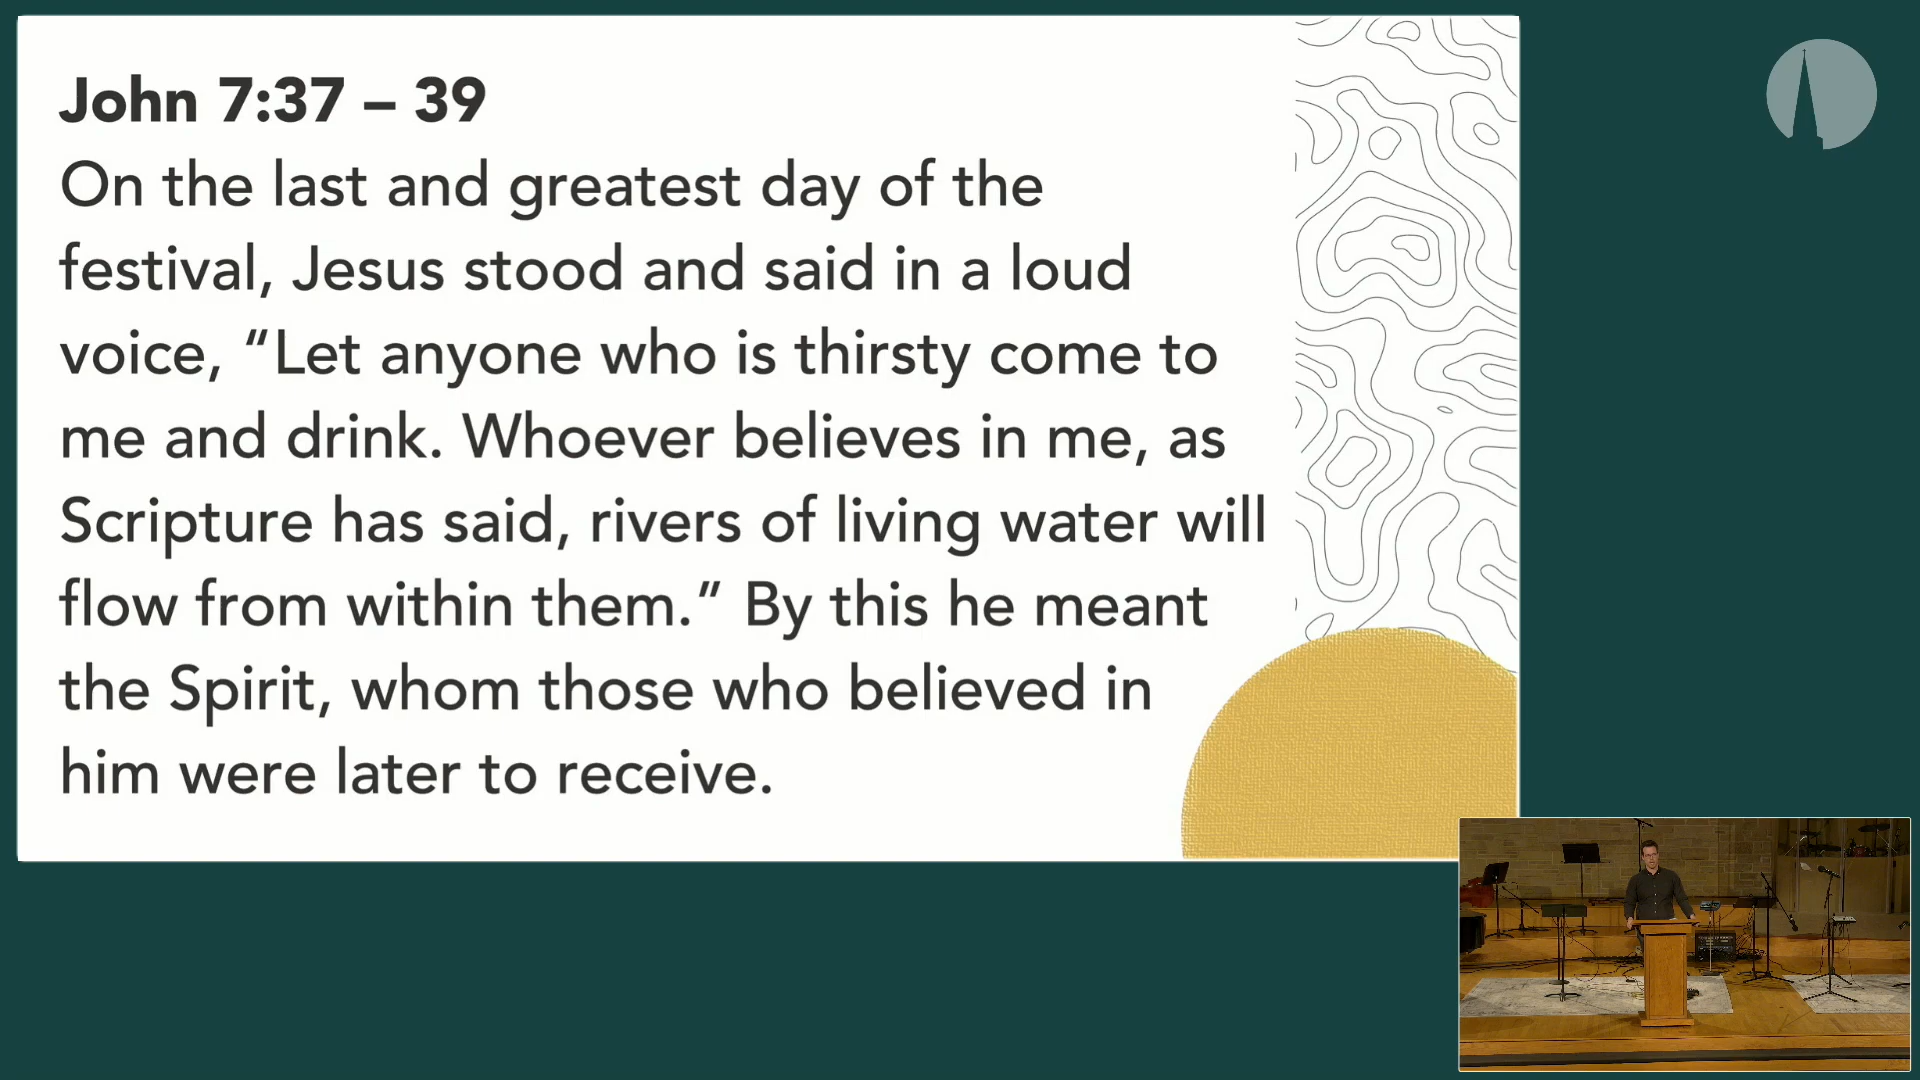 John 7:37 – 39
On the last and greatest day of the
festival, Jesus stood and said in a loud
voice, “Let anyone who is thirsty come to
me and drink. Whoever believes in me, as
Scripture has said, rivers of living water will
flow from within them.” By this he meant
the Spirit, whom those who believed in
him were later to receive.